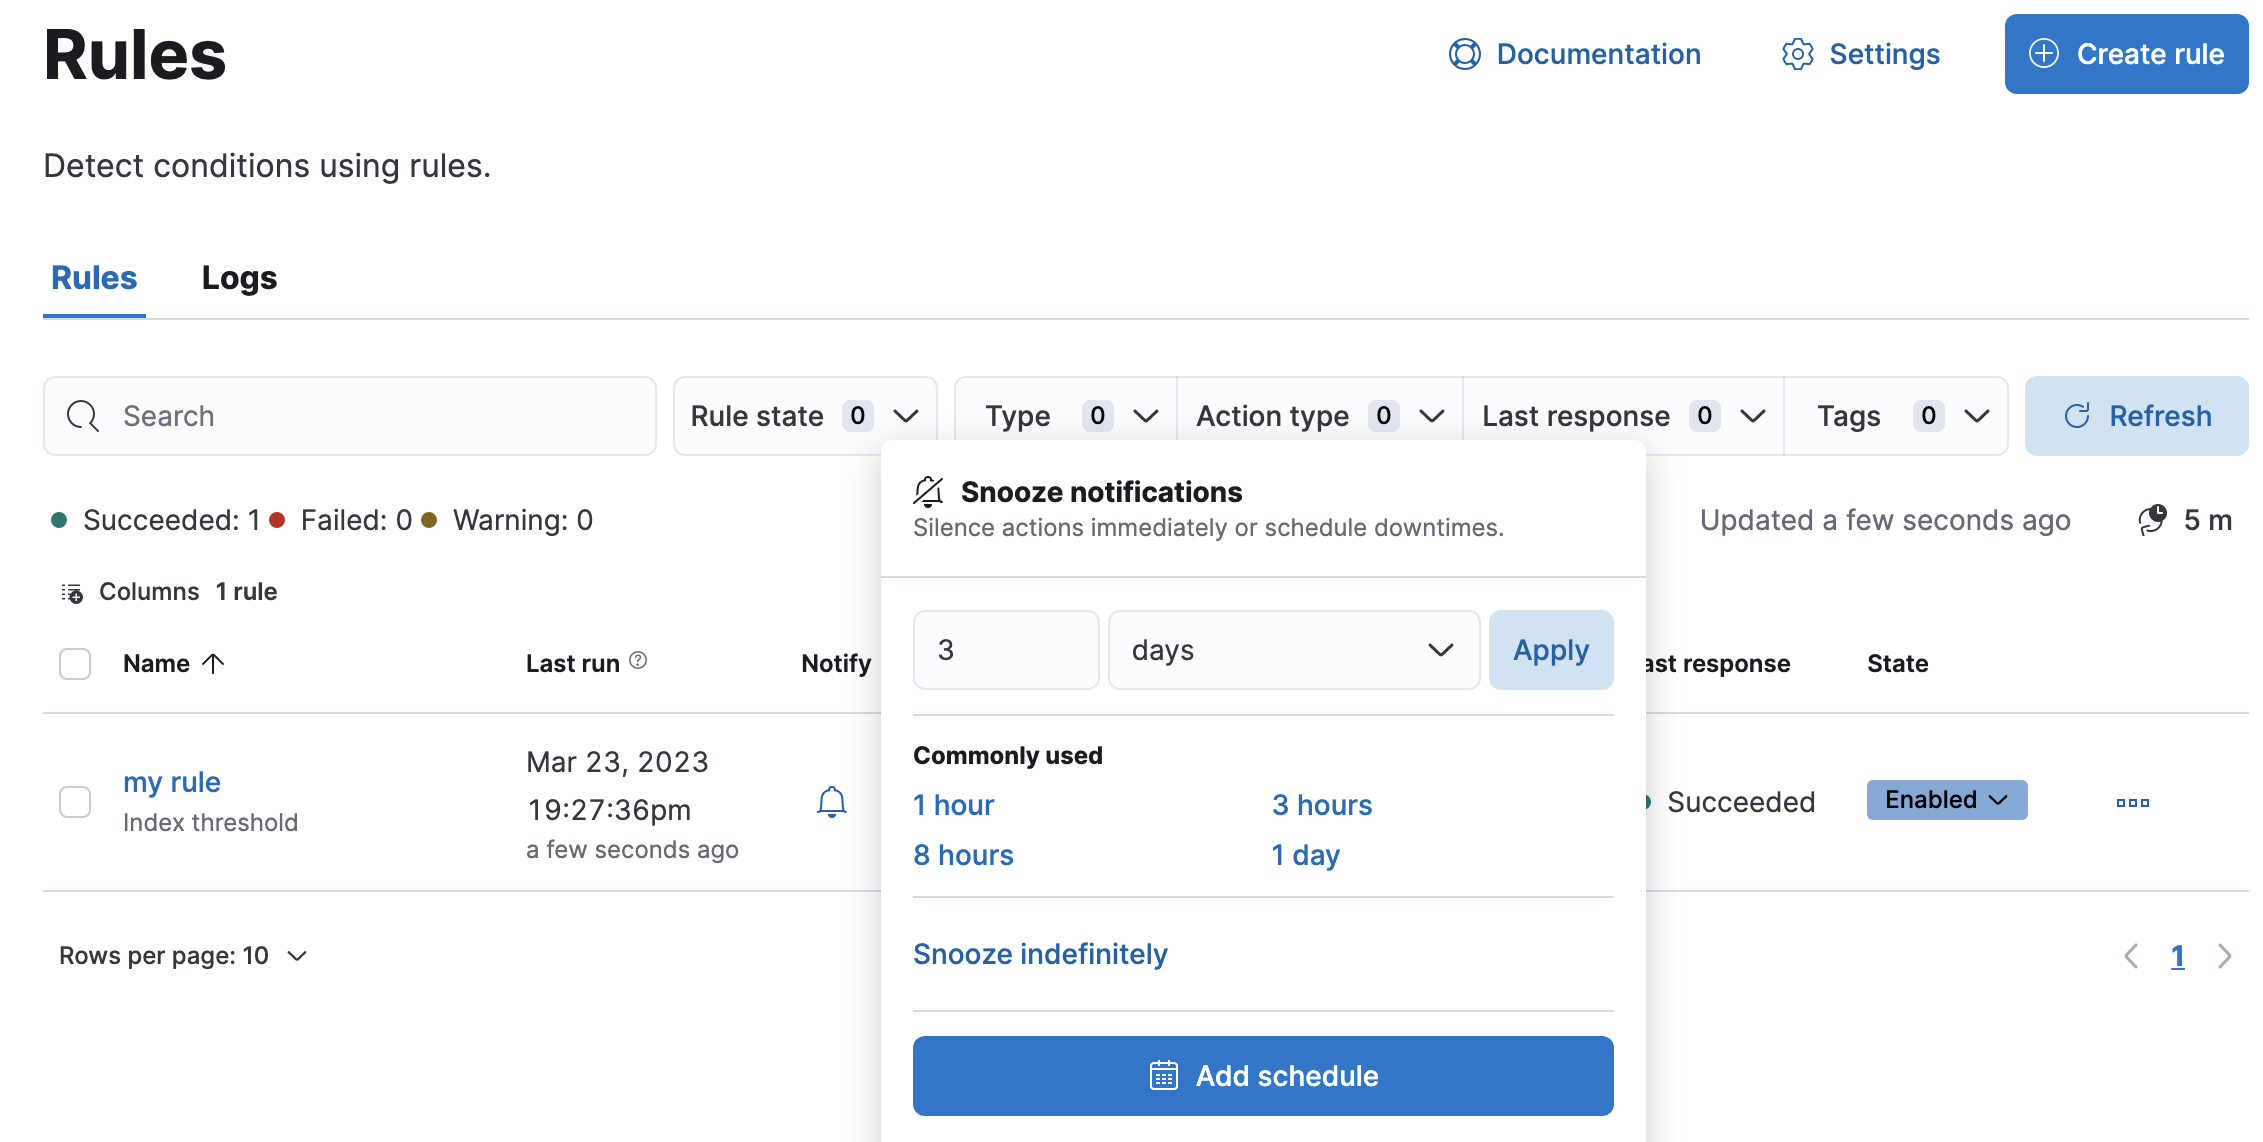 Rules
Documentation
Settings
Create rule
Detect conditions using rules.
Rules
Logs
Search
Rule state 0
Type 0
Action type 0
Last response 0
Tags 0
Refresh
Snooze notifications
Silence actions immediately or schedule downtimes.
Succeeded: 1 Failed: 0 Warning: 0
Updated a few seconds ago
5 m
Columns 1 rule
3
days
Apply
Name
Last run
Notify
ast response
State
Commonly used
1 hour
3 hours
8 hours
1 day
my rule
Index threshold
Mar 23, 2023
19:27:36pm
a few seconds ago
Succeeded
Enabled
Snooze indefinitely
Rows per page: 10
1
Add schedule